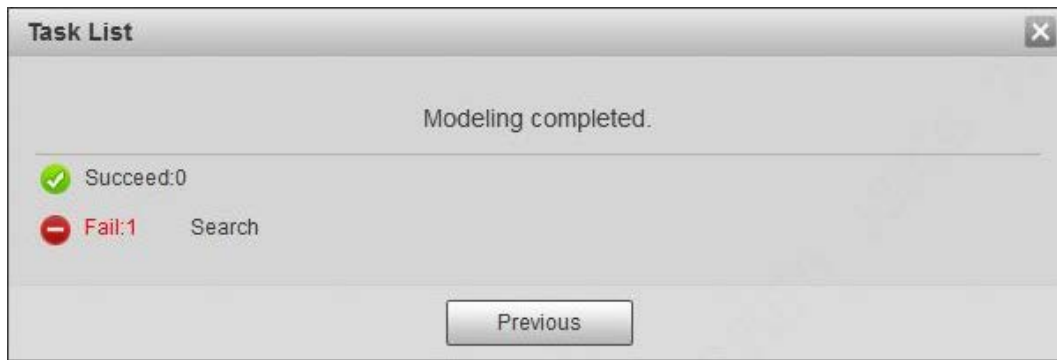 Task List
Modeling completed.
Succeed:0
Fail:1 Search
Previous